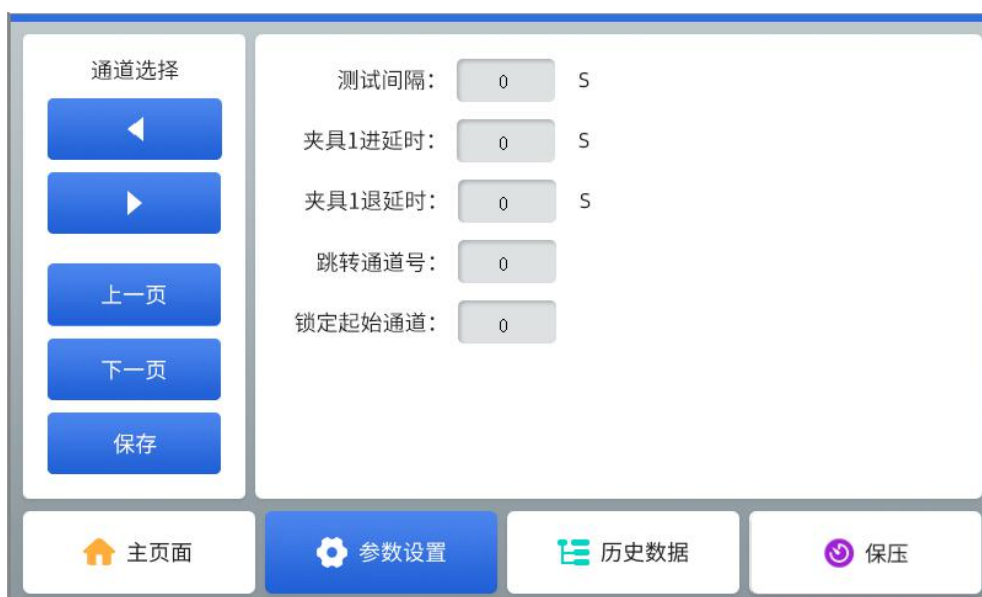 通道选择
上一页
下一页
保存
测试间隔： 0 S
夹具1进延时： 0 S
夹具1退延时： 0 S
跳转通道号： 0
锁定起始通道： 0
主页面
参数设置
历史数据
保压